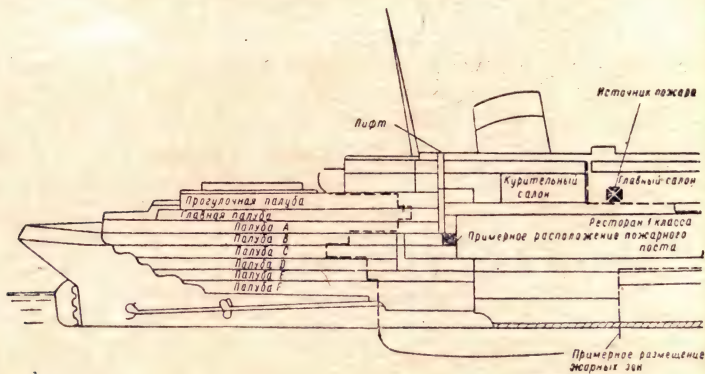 Источник пожара
Лифт
Курительный салон
Главный салон
Прогулочная палуба
Главная палуба
Палуба A
Палуба B
Палуба C
Палуба D
Палуба E
Палуба F
Ресторан 1 класса
Примерное расположение пожарного
поста
Примерное размещение
жарных зон